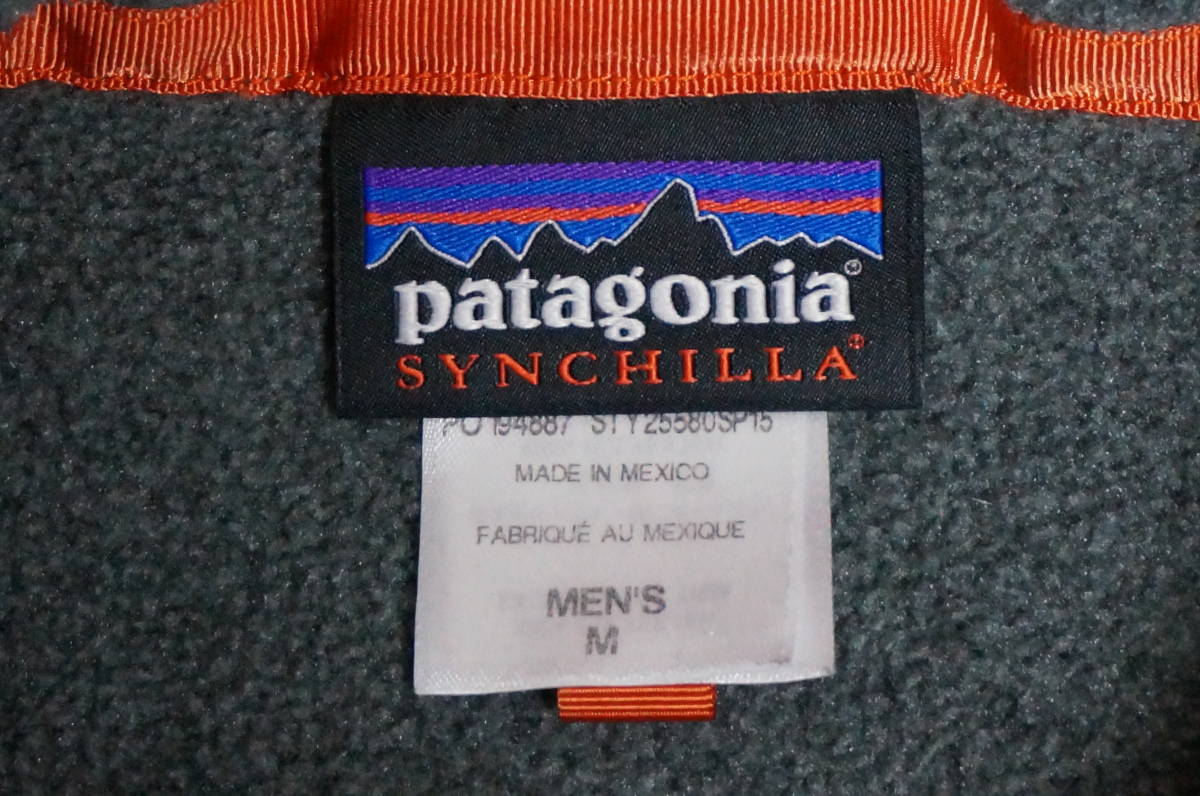 patagonia®
SYNCHILLA®
PO 194887 STY25580SP15
MADE IN MEXICO
FABRIQUÉ AU MEXIQUE
MEN'S
M